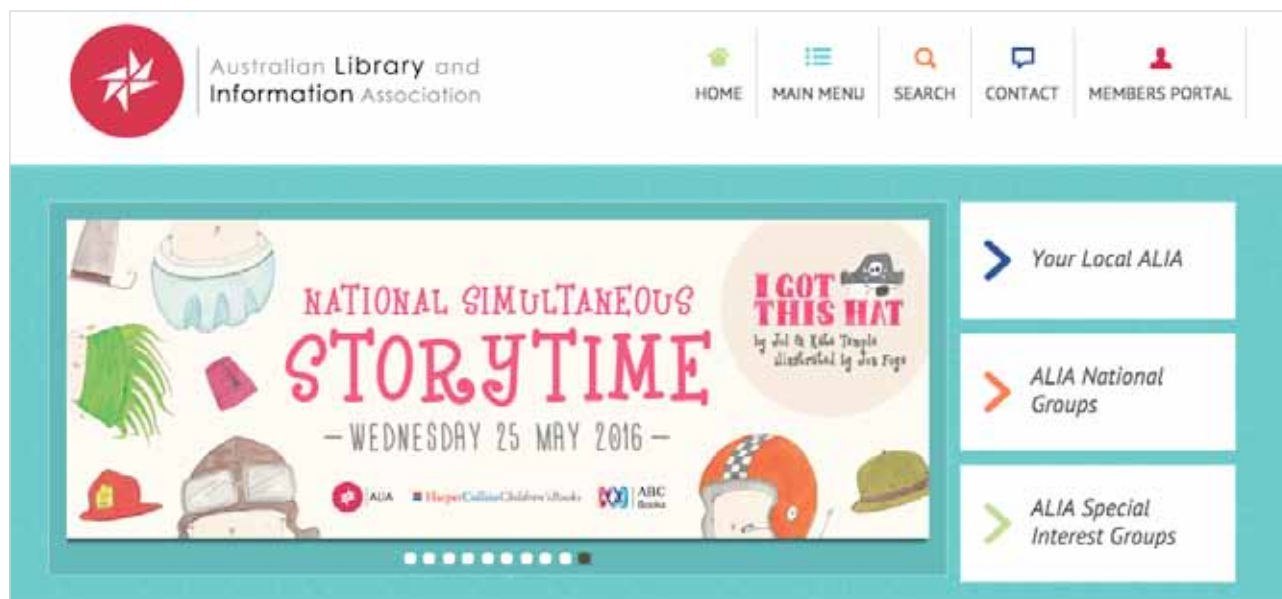 Australian Library and
Information Association
HOME
MAIN MENU
SEARCH
CONTACT
MEMBERS PORTAL
NATIONAL SIMULTANEOUS
STORYTIME
– WEDNESDAY 25 MAY 2016 –
I GOT
THIS HAT
by Jol & Kate Temple
illustrated by Jon Foye
ALIA
HarperCollinsChildren'sBooks
ABC
Books
Your Local ALIA
ALIA National
Groups
ALIA Special
Interest Groups